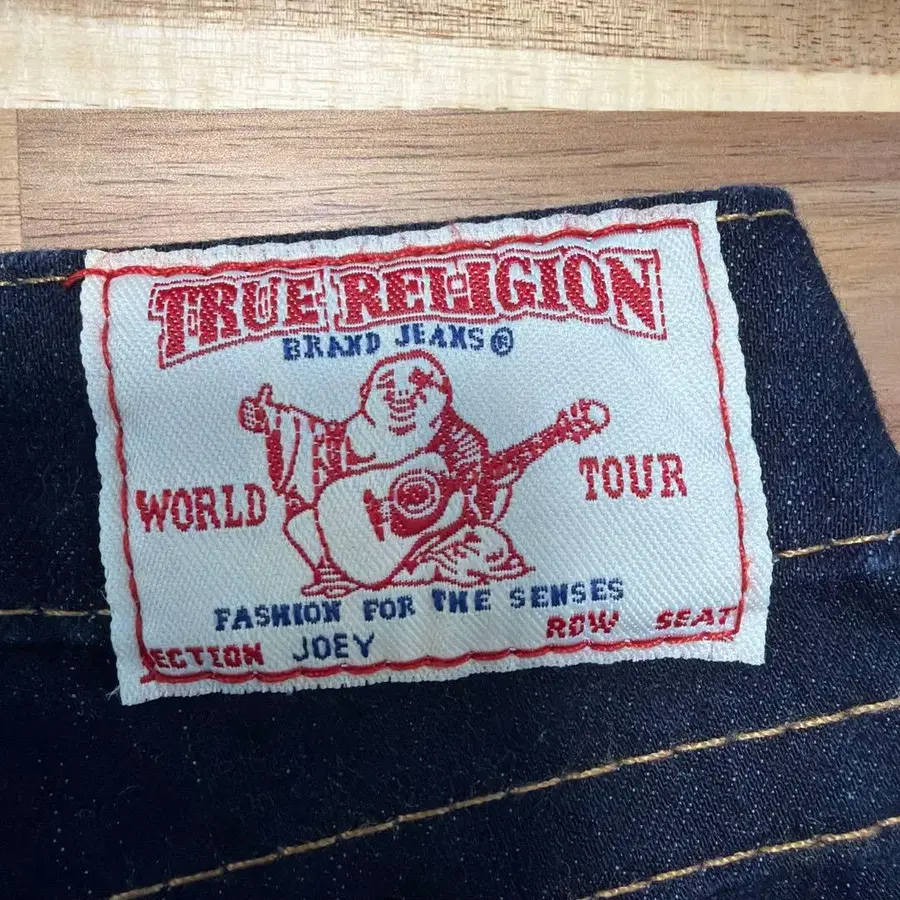 TRUE RELIGION
BRAND JEANS®
WORLD TOUR
FASHION FOR THE SENSES
ECTION JOEY ROW SEAT